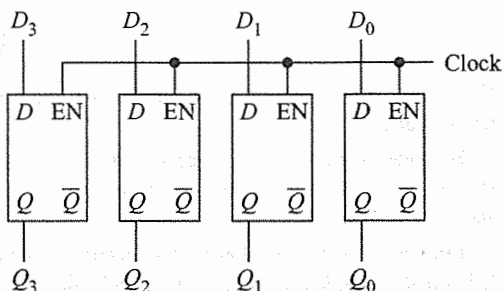 D₃ D₂ D₁ D₀
Clock
D EN D EN D EN D EN
Q Q̅ Q Q̅ Q Q̅ Q Q̅
Q₃ Q₂ Q₁ Q₀